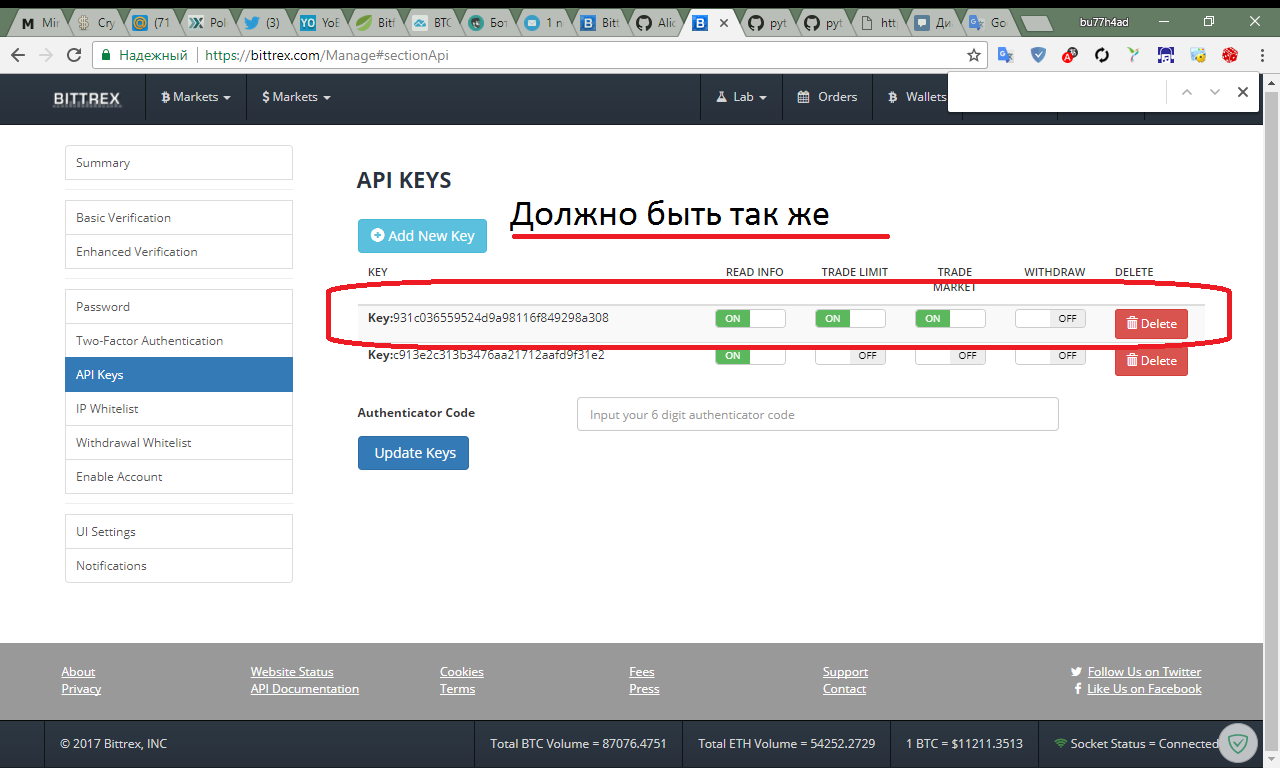 Mir Cry (71 Pol (3) YoE Bitf BTC Бот 1 n Bitt Alic pyt pyt htt Ди Go bu77h4ad
Надежный https://bittrex.com/Manage#sectionApi
BITTREX Markets $ Markets Lab Orders Wallets
Summary
Basic Verification
Enhanced Verification
Password
Two-Factor Authentication
API Keys
IP Whitelist
Withdrawal Whitelist
Enable Account
UI Settings
Notifications
API KEYS
Должно быть так же
Add New Key
KEY READ INFO TRADE LIMIT TRADE MARKET WITHDRAW DELETE
Key:931c036559524d9a98116f849298a308 ON ON ON OFF Delete
Key:c913e2c313b3476aa21712aafd9f31e2 ON OFF OFF OFF Delete
Authenticator Code Input your 6 digit authenticator code
Update Keys
About Website Status Cookies Fees Support Follow Us on Twitter
Privacy API Documentation Terms Press Contact Like Us on Facebook
© 2017 Bittrex, INC Total BTC Volume = 87076.4751 Total ETH Volume = 54252.2729 1 BTC = $11211.3513 Socket Status = Connected